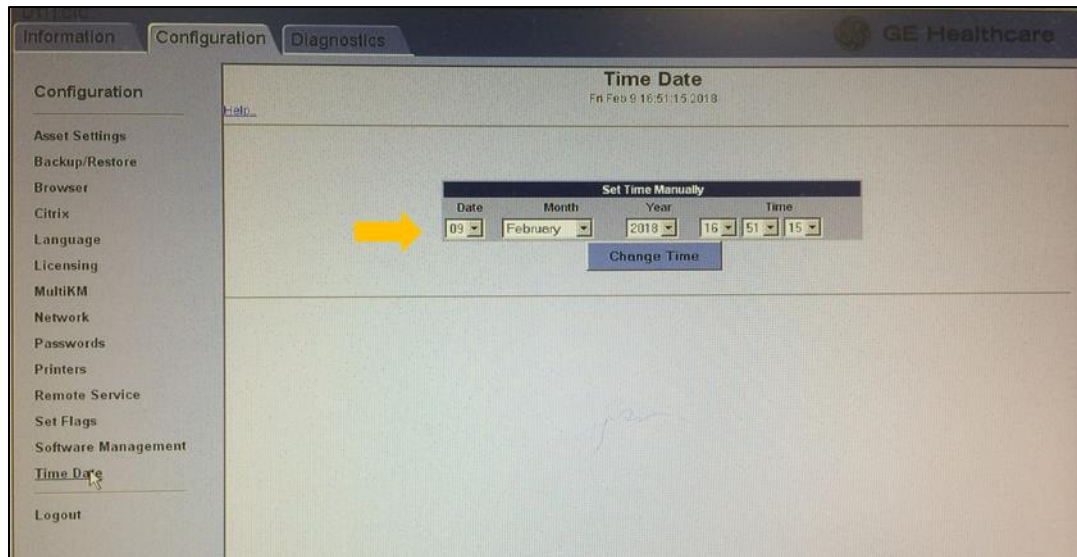 Information Configuration Diagnostics
GE Healthcare
Configuration
Time Date
Fri Feb 9 16:51:15 2018
Help
Asset Settings
Backup/Restore
Browser
Citrix
Language
Licensing
MultiKM
Network
Passwords
Printers
Remote Service
Set Flags
Software Management
Time Date
Logout
Set Time Manually
Date Month Year Time
09 February 2018 16 51 15
Change Time